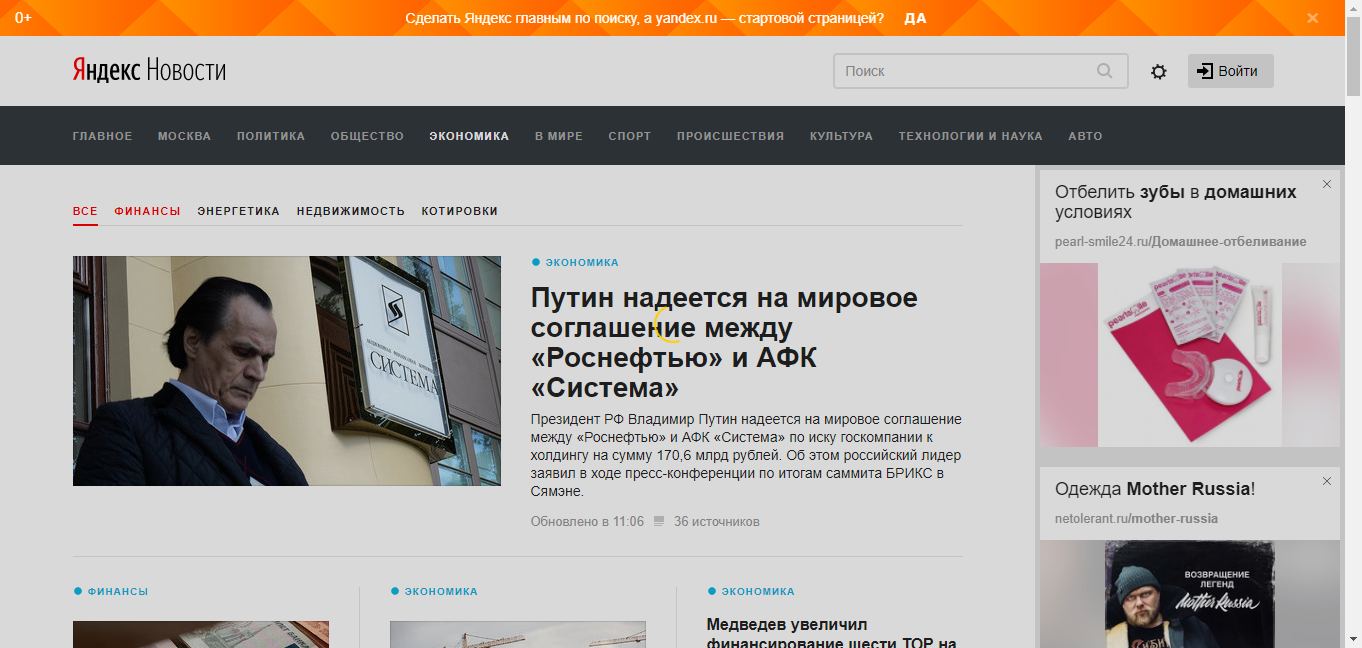 0+
Сделать Яндекс главным по поиску, а yandex.ru — стартовой страницей? ДА
Яндекс Новости
Поиск
Войти
ГЛАВНОЕ МОСКВА ПОЛИТИКА ОБЩЕСТВО ЭКОНОМИКА В МИРЕ СПОРТ ПРОИСШЕСТВИЯ КУЛЬТУРА ТЕХНОЛОГИИ И НАУКА АВТО
ВСЕ ФИНАНСЫ ЭНЕРГЕТИКА НЕДВИЖИМОСТЬ КОТИРОВКИ
СИСТЕМА
ЭКОНОМИКА
Путин надеется на мировое
соглашение между
«Роснефтью» и АФК
«Система»
Президент РФ Владимир Путин надеется на мировое соглашение
между «Роснефтью» и АФК «Система» по иску госкомпании к
холдингу на сумму 170,6 млрд рублей. Об этом российский лидер
заявил в ходе пресс-конференции по итогам саммита БРИКС в
Сямэне.
Обновлено в 11:06 36 источников
ФИНАНСЫ
ЭКОНОМИКА
ЭКОНОМИКА
Медведев увеличил
финансирование шести ТОР на
Отбелить зубы в домашних
условиях
pearl-smile24.ru/Домашнее-отбеливание
Одежда Mother Russia!
netolerant.ru/mother-russia
ВОЗВРАЩЕНИЕ
ЛЕГЕНД
Mother Russia